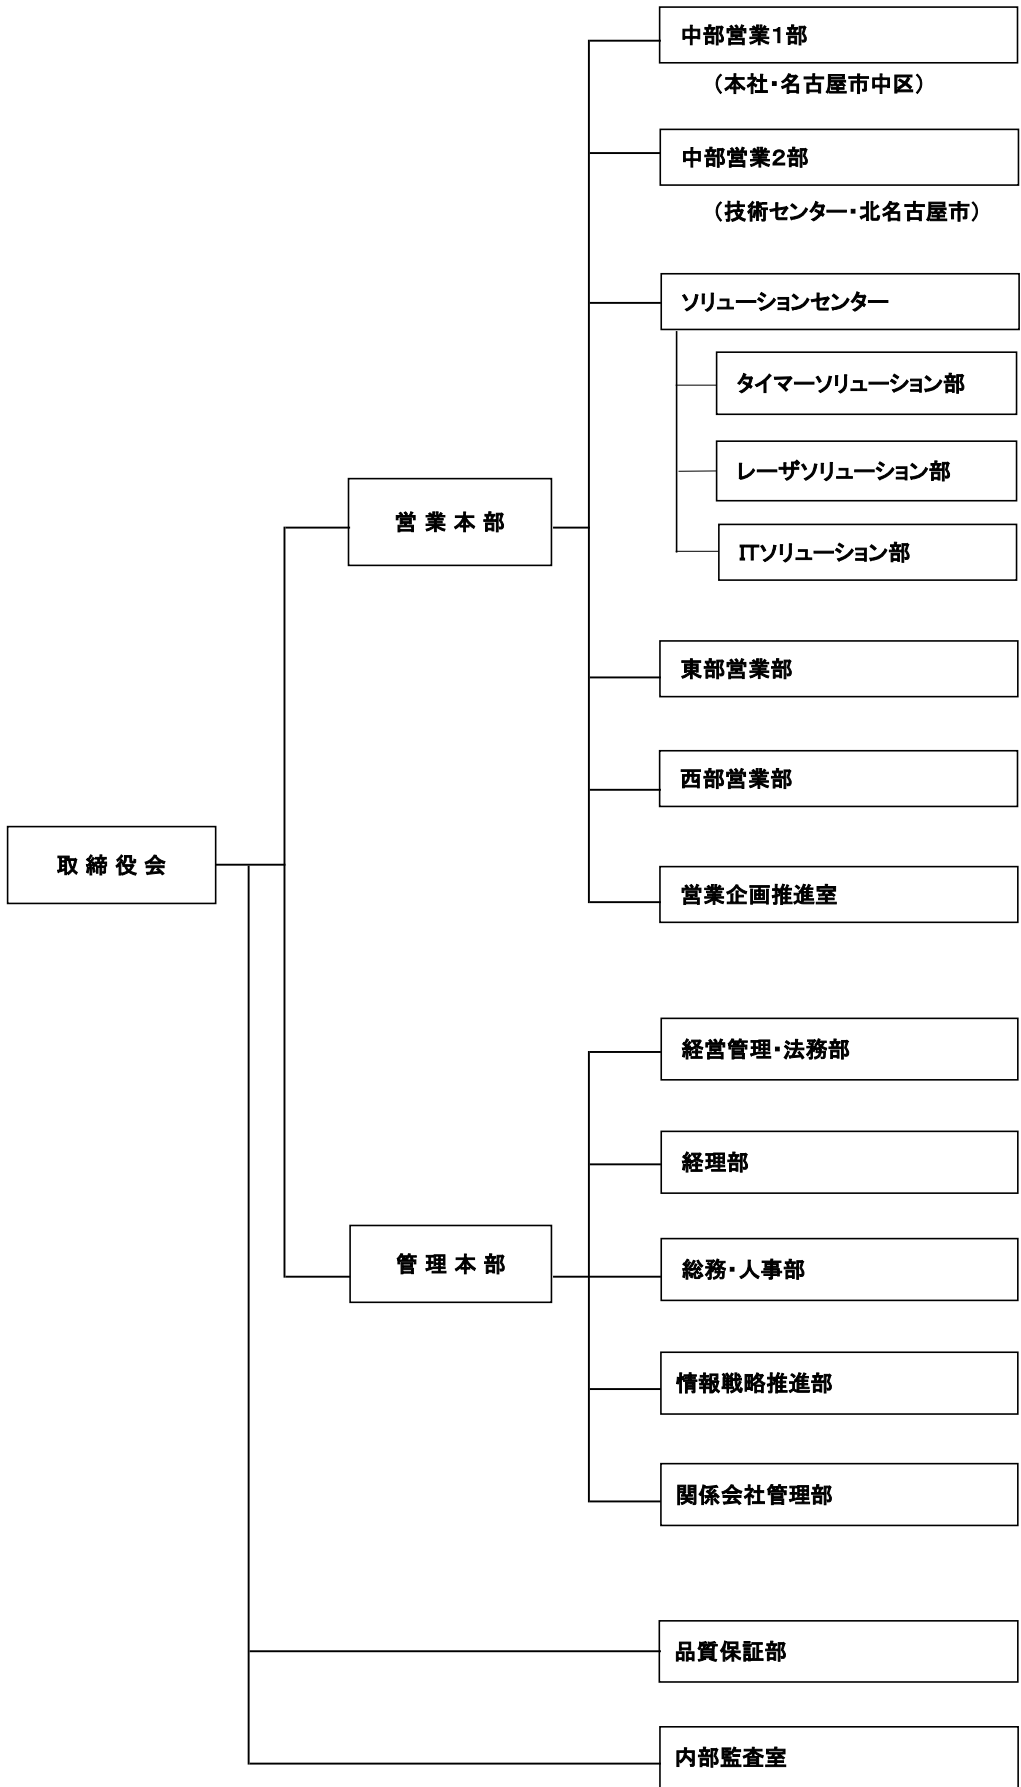 中部営業1部
(本社・名古屋市中区)
中部営業2部
(技術センター・北名古屋市)
ソリューションセンター
タイマーソリューション部
レーザソリューション部
ITソリューション部
営業本部
東部営業部
西部営業部
取締役会
営業企画推進室
経営管理・法務部
経理部
管理本部
総務・人事部
情報戦略推進部
関係会社管理部
品質保証部
内部監査室